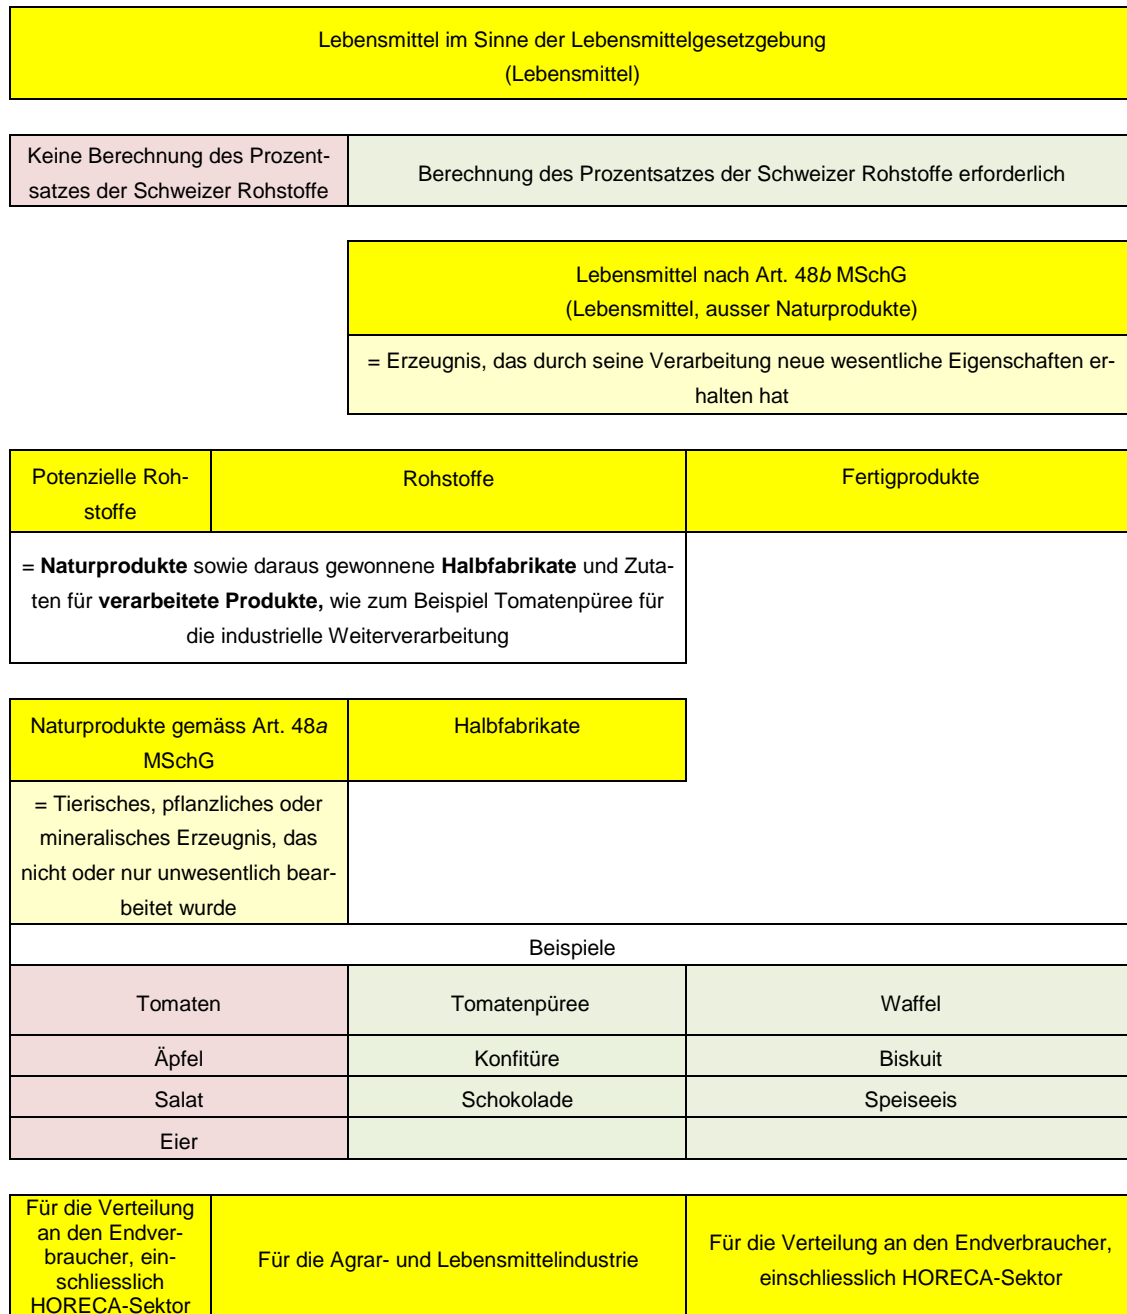 Lebensmittel im Sinne der Lebensmittelgesetzgebung
(Lebensmittel)
Keine Berechnung des Prozent-
satzes der Schweizer Rohstoffe
Berechnung des Prozentsatzes der Schweizer Rohstoffe erforderlich
Lebensmittel nach Art. 48b MSchG
(Lebensmittel, ausser Naturprodukte)
= Erzeugnis, das durch seine Verarbeitung neue wesentliche Eigenschaften er-
halten hat
Potenzielle Roh-
stoffe
Rohstoffe
Fertigprodukte
= Naturprodukte sowie daraus gewonnene Halbfabrikate und Zuta-
ten für verarbeitete Produkte, wie zum Beispiel Tomatenpüree für
die industrielle Weiterverarbeitung
Naturprodukte gemäss Art. 48a
MSchG
Halbfabrikate
= Tierisches, pflanzliches oder
mineralisches Erzeugnis, das
nicht oder nur unwesentlich bear-
beitet wurde
Beispiele
Tomaten
Tomatenpüree
Waffel
Äpfel
Konfitüre
Biskuit
Salat
Schokolade
Speiseeis
Eier
Für die Verteilung
an den Endver-
braucher, ein-
schliesslich
HORECA-Sektor
Für die Agrar- und Lebensmittelindustrie
Für die Verteilung an den Endverbraucher,
einschliesslich HORECA-Sektor